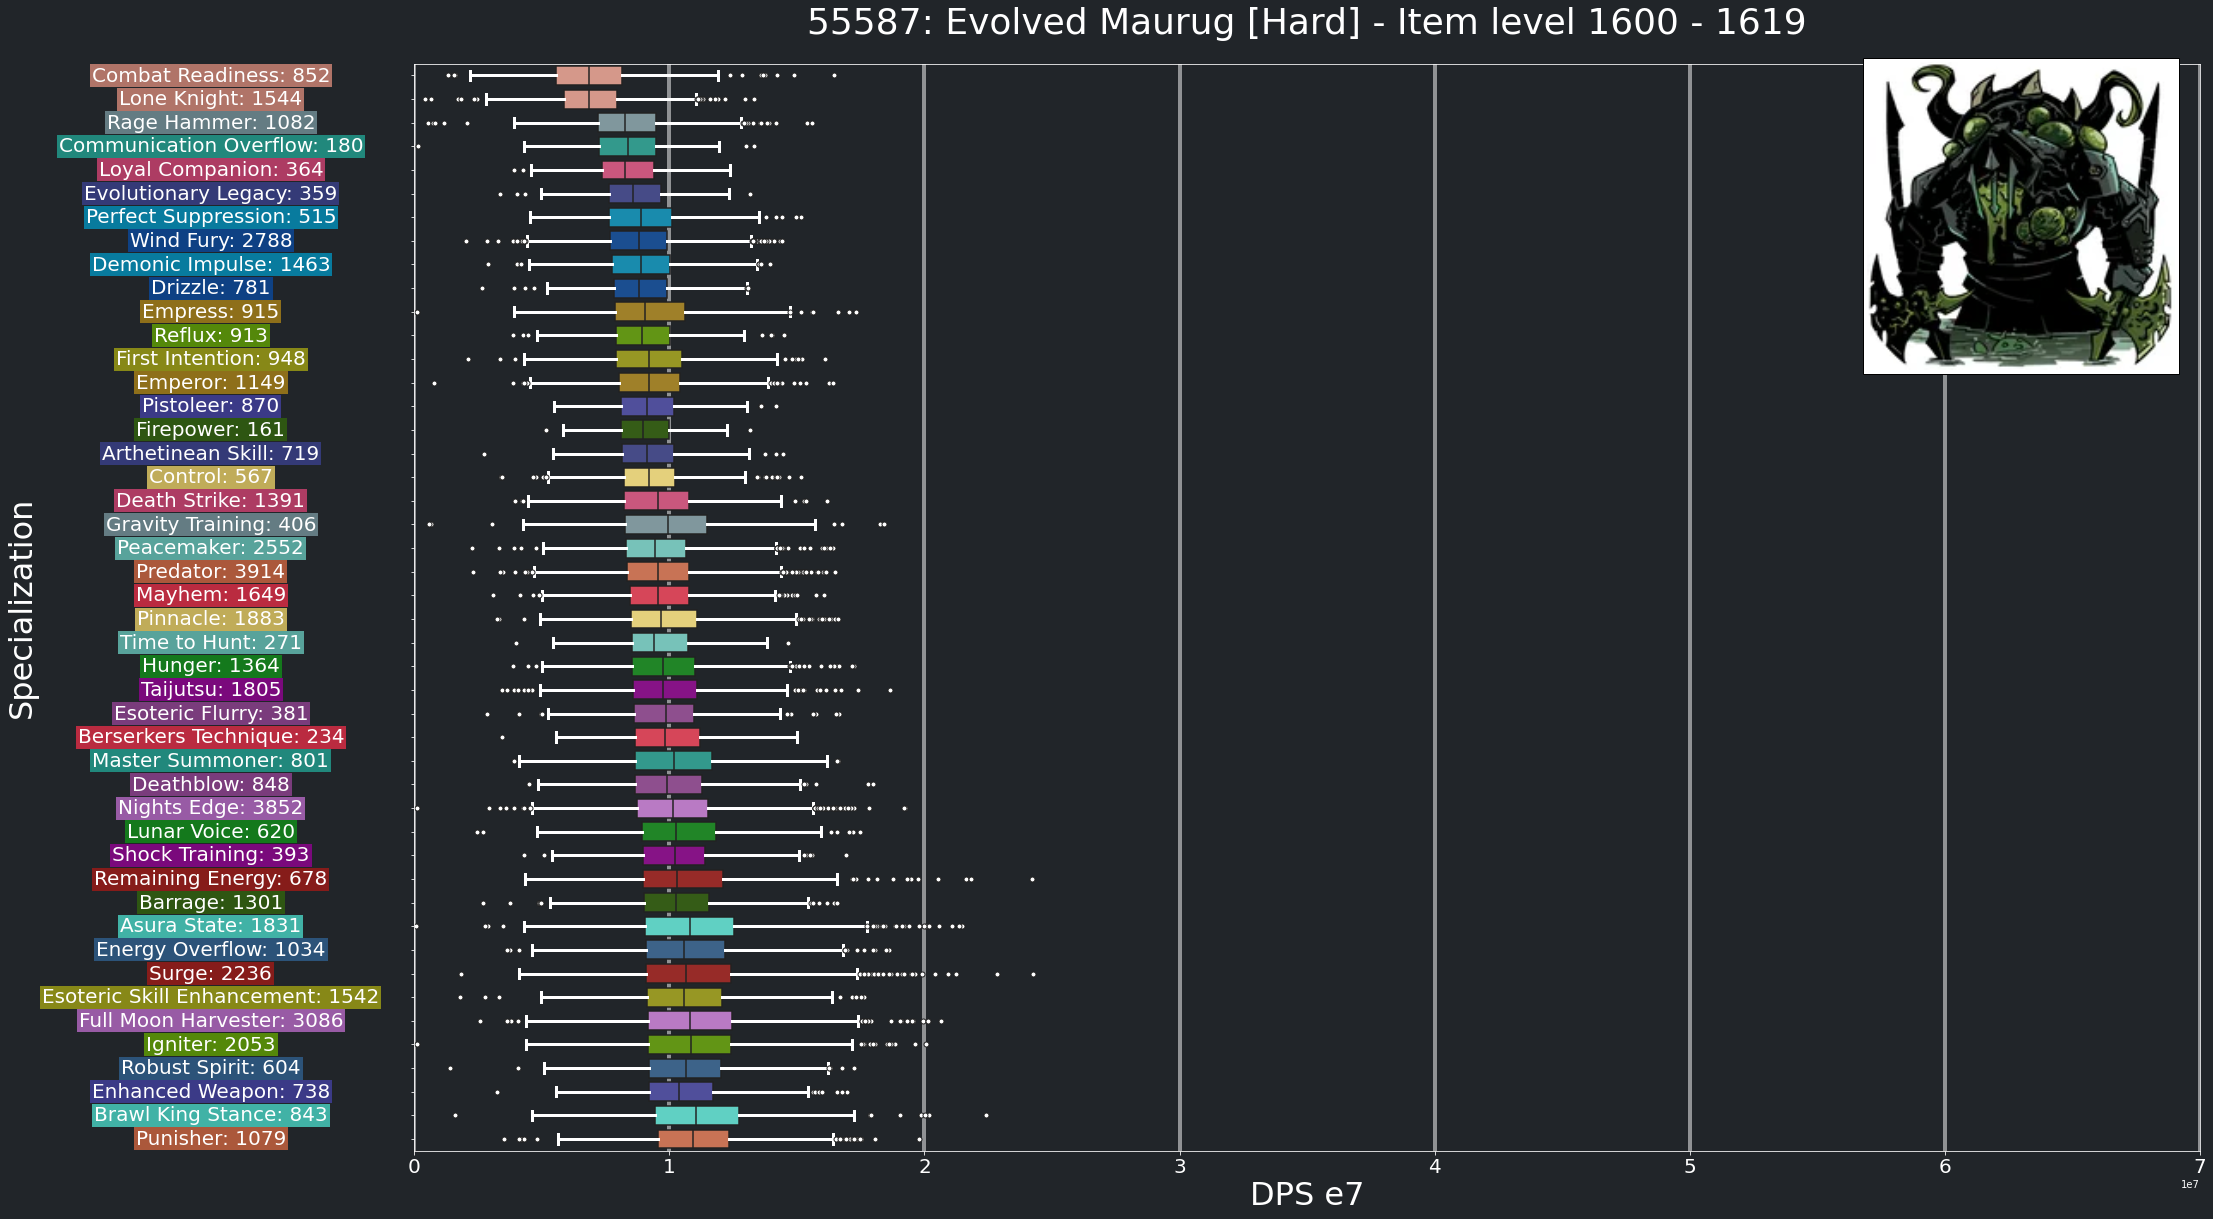 55587: Evolved Maurug [Hard] - Item level 1600 - 1619
Combat Readiness: 852
Lone Knight: 1544
Rage Hammer: 1082
Communication Overflow: 180
Loyal Companion: 364
Evolutionary Legacy: 359
Perfect Suppression: 515
Wind Fury: 2788
Demonic Impulse: 1463
Drizzle: 781
Empress: 915
Reflux: 913
First Intention: 948
Emperor: 1149
Pistoleer: 870
Firepower: 161
Arthetinean Skill: 719
Control: 567
Death Strike: 1391
Gravity Training: 406
Peacemaker: 2552
Predator: 3914
Mayhem: 1649
Pinnacle: 1883
Time to Hunt: 271
Hunger: 1364
Taijutsu: 1805
Esoteric Flurry: 381
Berserkers Technique: 234
Master Summoner: 801
Deathblow: 848
Nights Edge: 3852
Lunar Voice: 620
Shock Training: 393
Remaining Energy: 678
Barrage: 1301
Asura State: 1831
Energy Overflow: 1034
Surge: 2236
Esoteric Skill Enhancement: 1542
Full Moon Harvester: 3086
Igniter: 2053
Robust Spirit: 604
Enhanced Weapon: 738
Brawl King Stance: 843
Punisher: 1079
Specialization
0 1 2 3 4 5 6 7
1e7
DPS e7